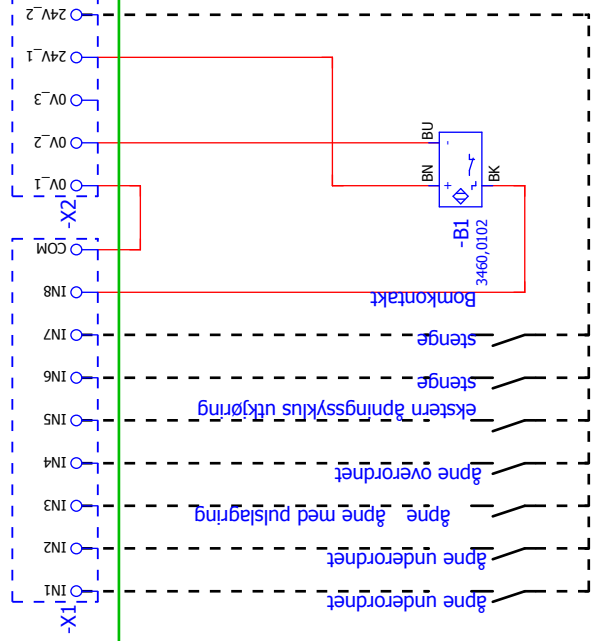 24V_2
24V_1
0V_3
0V_2
0V_1
-X2
BU
BN
BK
-B1
3460,0102
COM
IN8
Bomkontakt
IN7
stenge
IN6
stenge
IN5
ekstern åpningssyklus utkjøring
IN4
åpne overordnet
IN3
åpne åpne med pulslagring
IN2
åpne underordnet
IN1
åpne underordnet
-X1